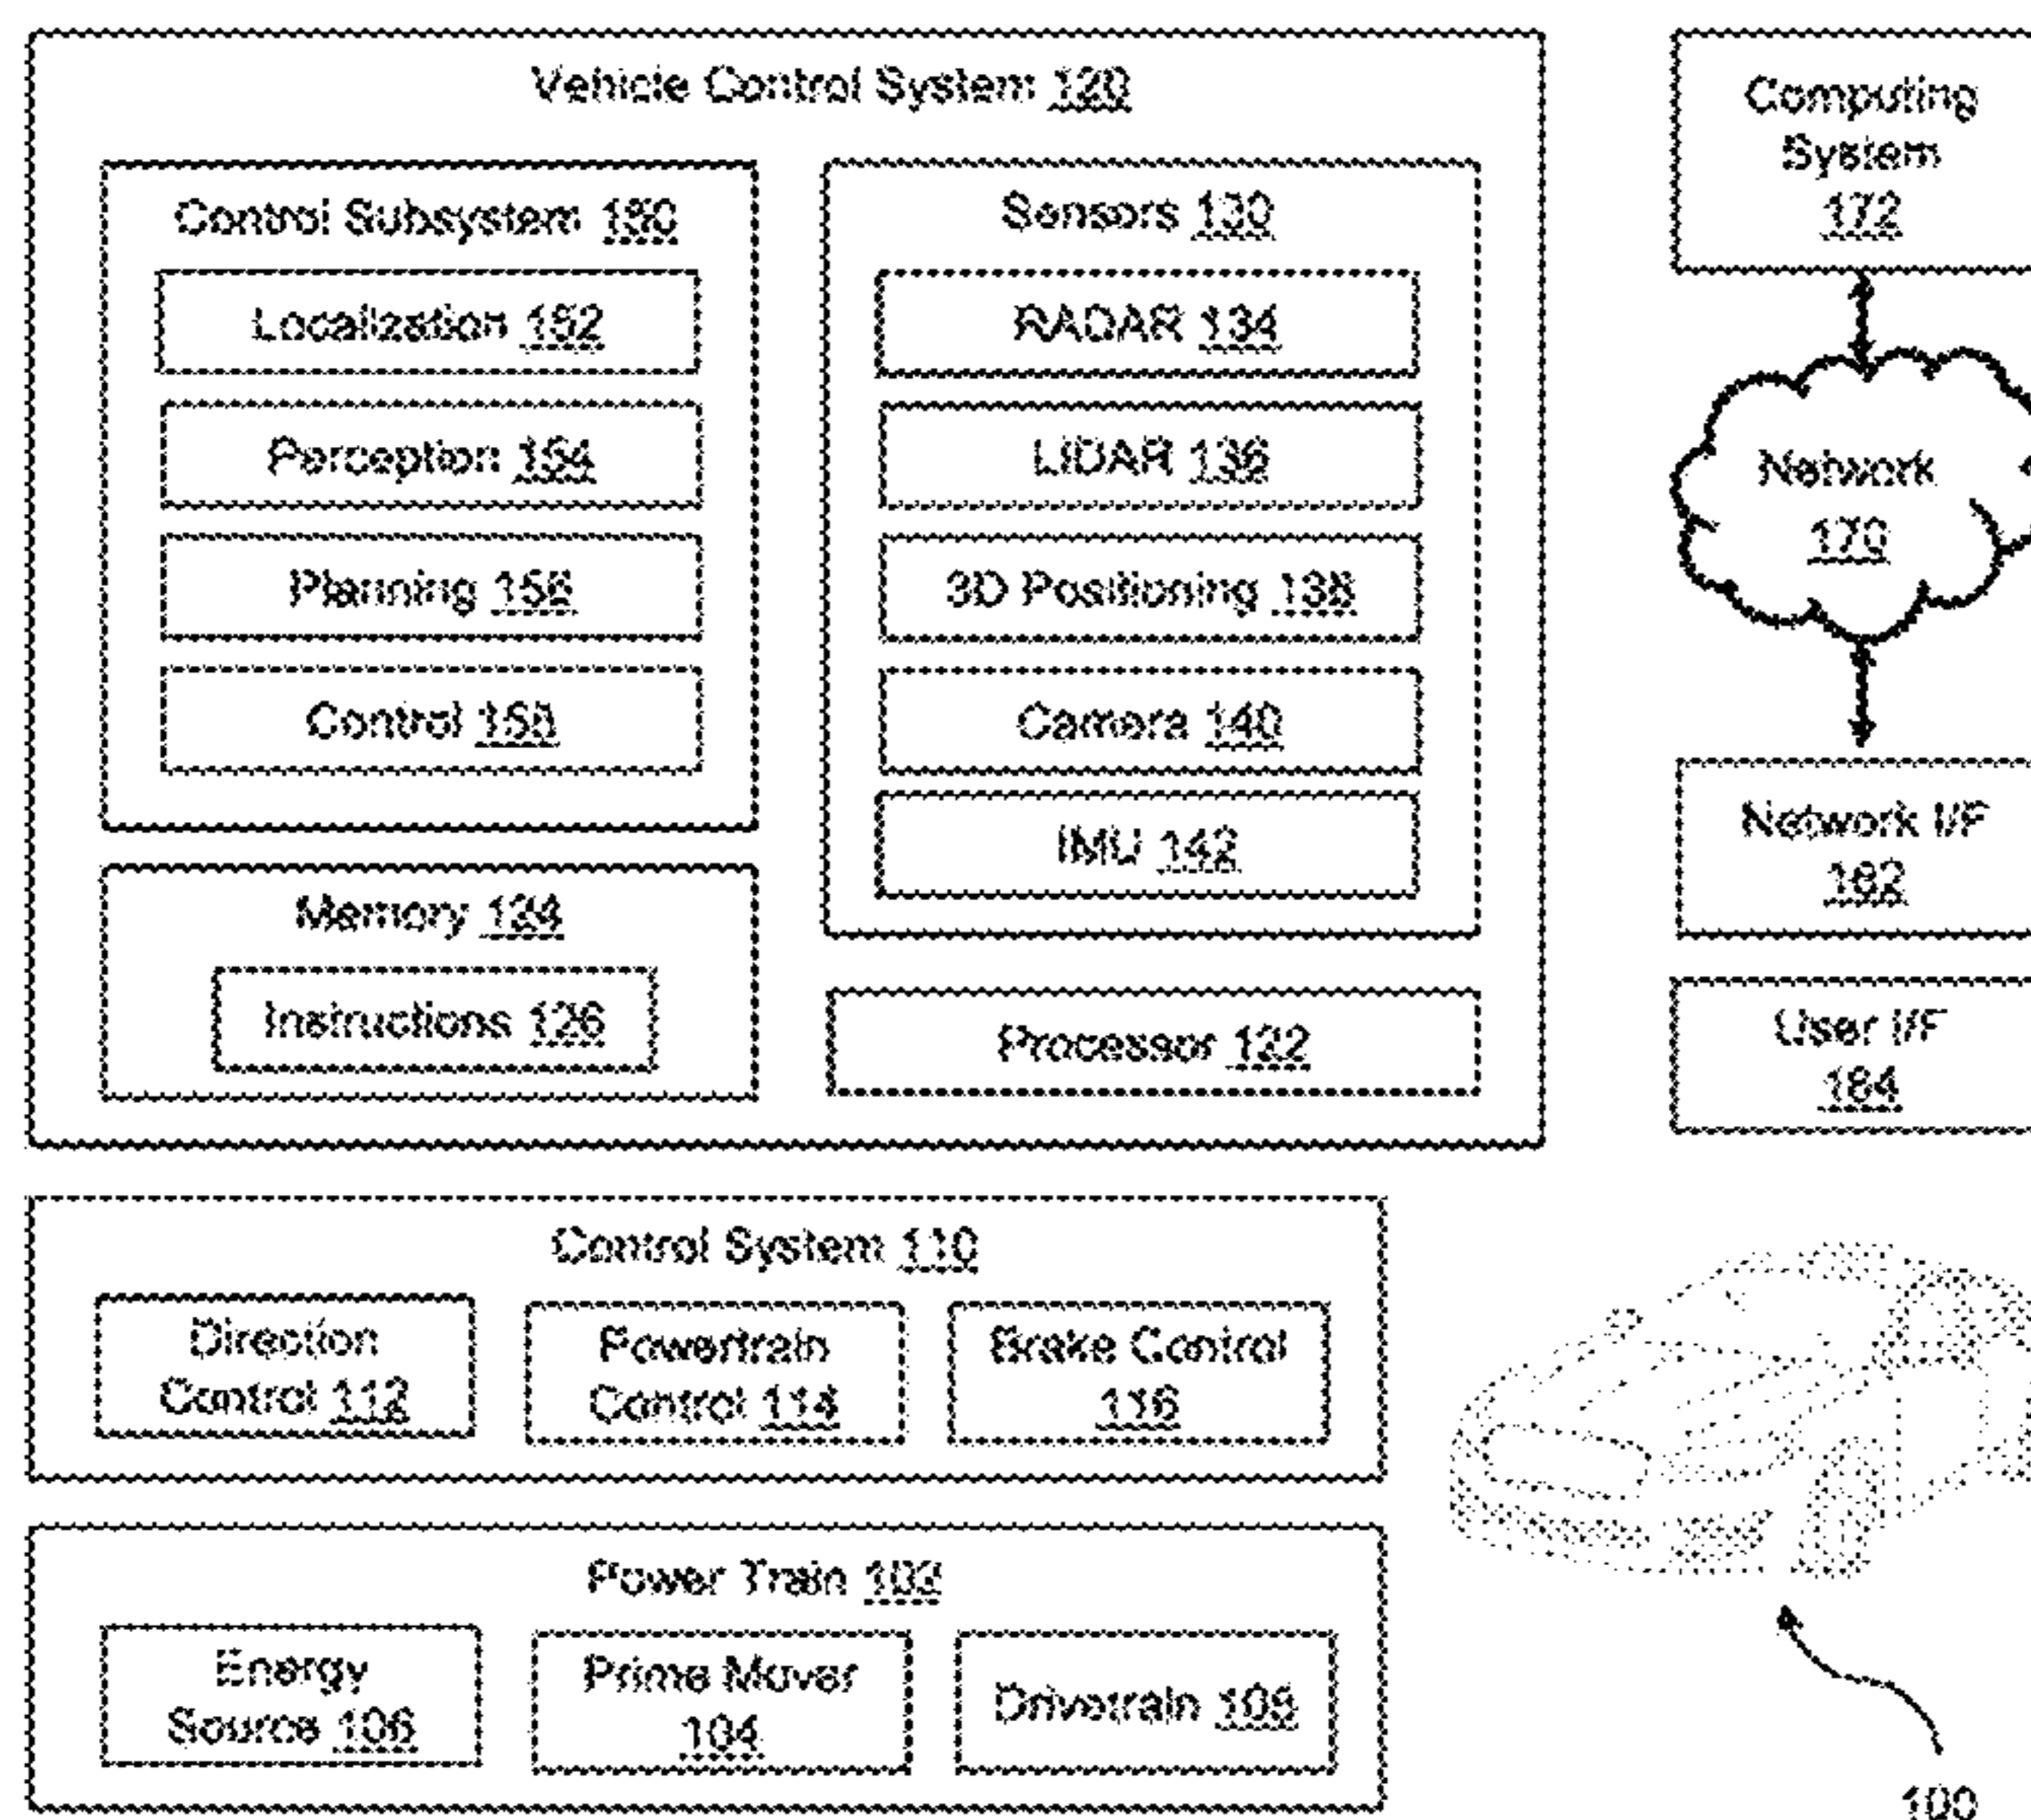 Vehicle Control System 120
Control Subsystem 150
Localization 152
Perception 154
Planning 156
Control 158
Memory 124
Instructions 126
Sensors 130
RADAR 134
LIDAR 136
3D Positioning 138
Camera 140
IMU 142
Processor 122
Computing
System
172
Network
170
Network I/F
162
User I/F
164
Control System 110
Direction
Control 112
Powertrain
Control 114
Brake Control
116
Power Train 102
Energy
Source 106
Prime Mover
104
Drivetrain 108
100